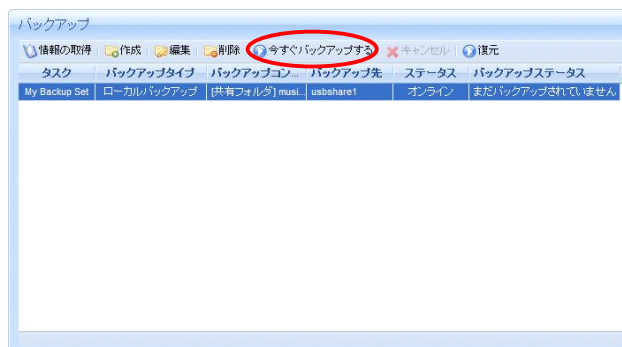 バックアップ
情報の取得 作成 編集 削除 今すぐバックアップする キャンセル 復元
タスク バックアップタイプ バックアップコン... バックアップ先 ステータス バックアップステータス
My Backup Set ローカルバックアップ [共有フォルダ] musi... usbshare1 オンライン まだバックアップされていません